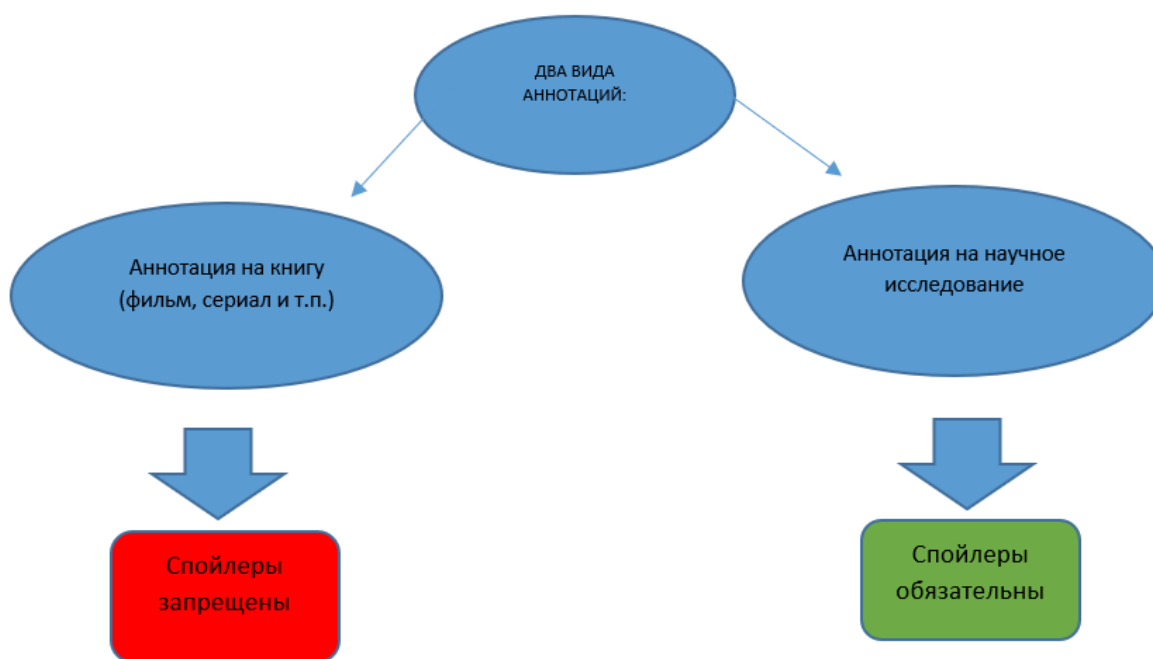 ДВА ВИДА
АННОТАЦИЙ:
Аннотация на книгу
(фильм, сериал и т.п.)
Аннотация на научное
исследование
Спойлеры
запрещены
Спойлеры
обязательны